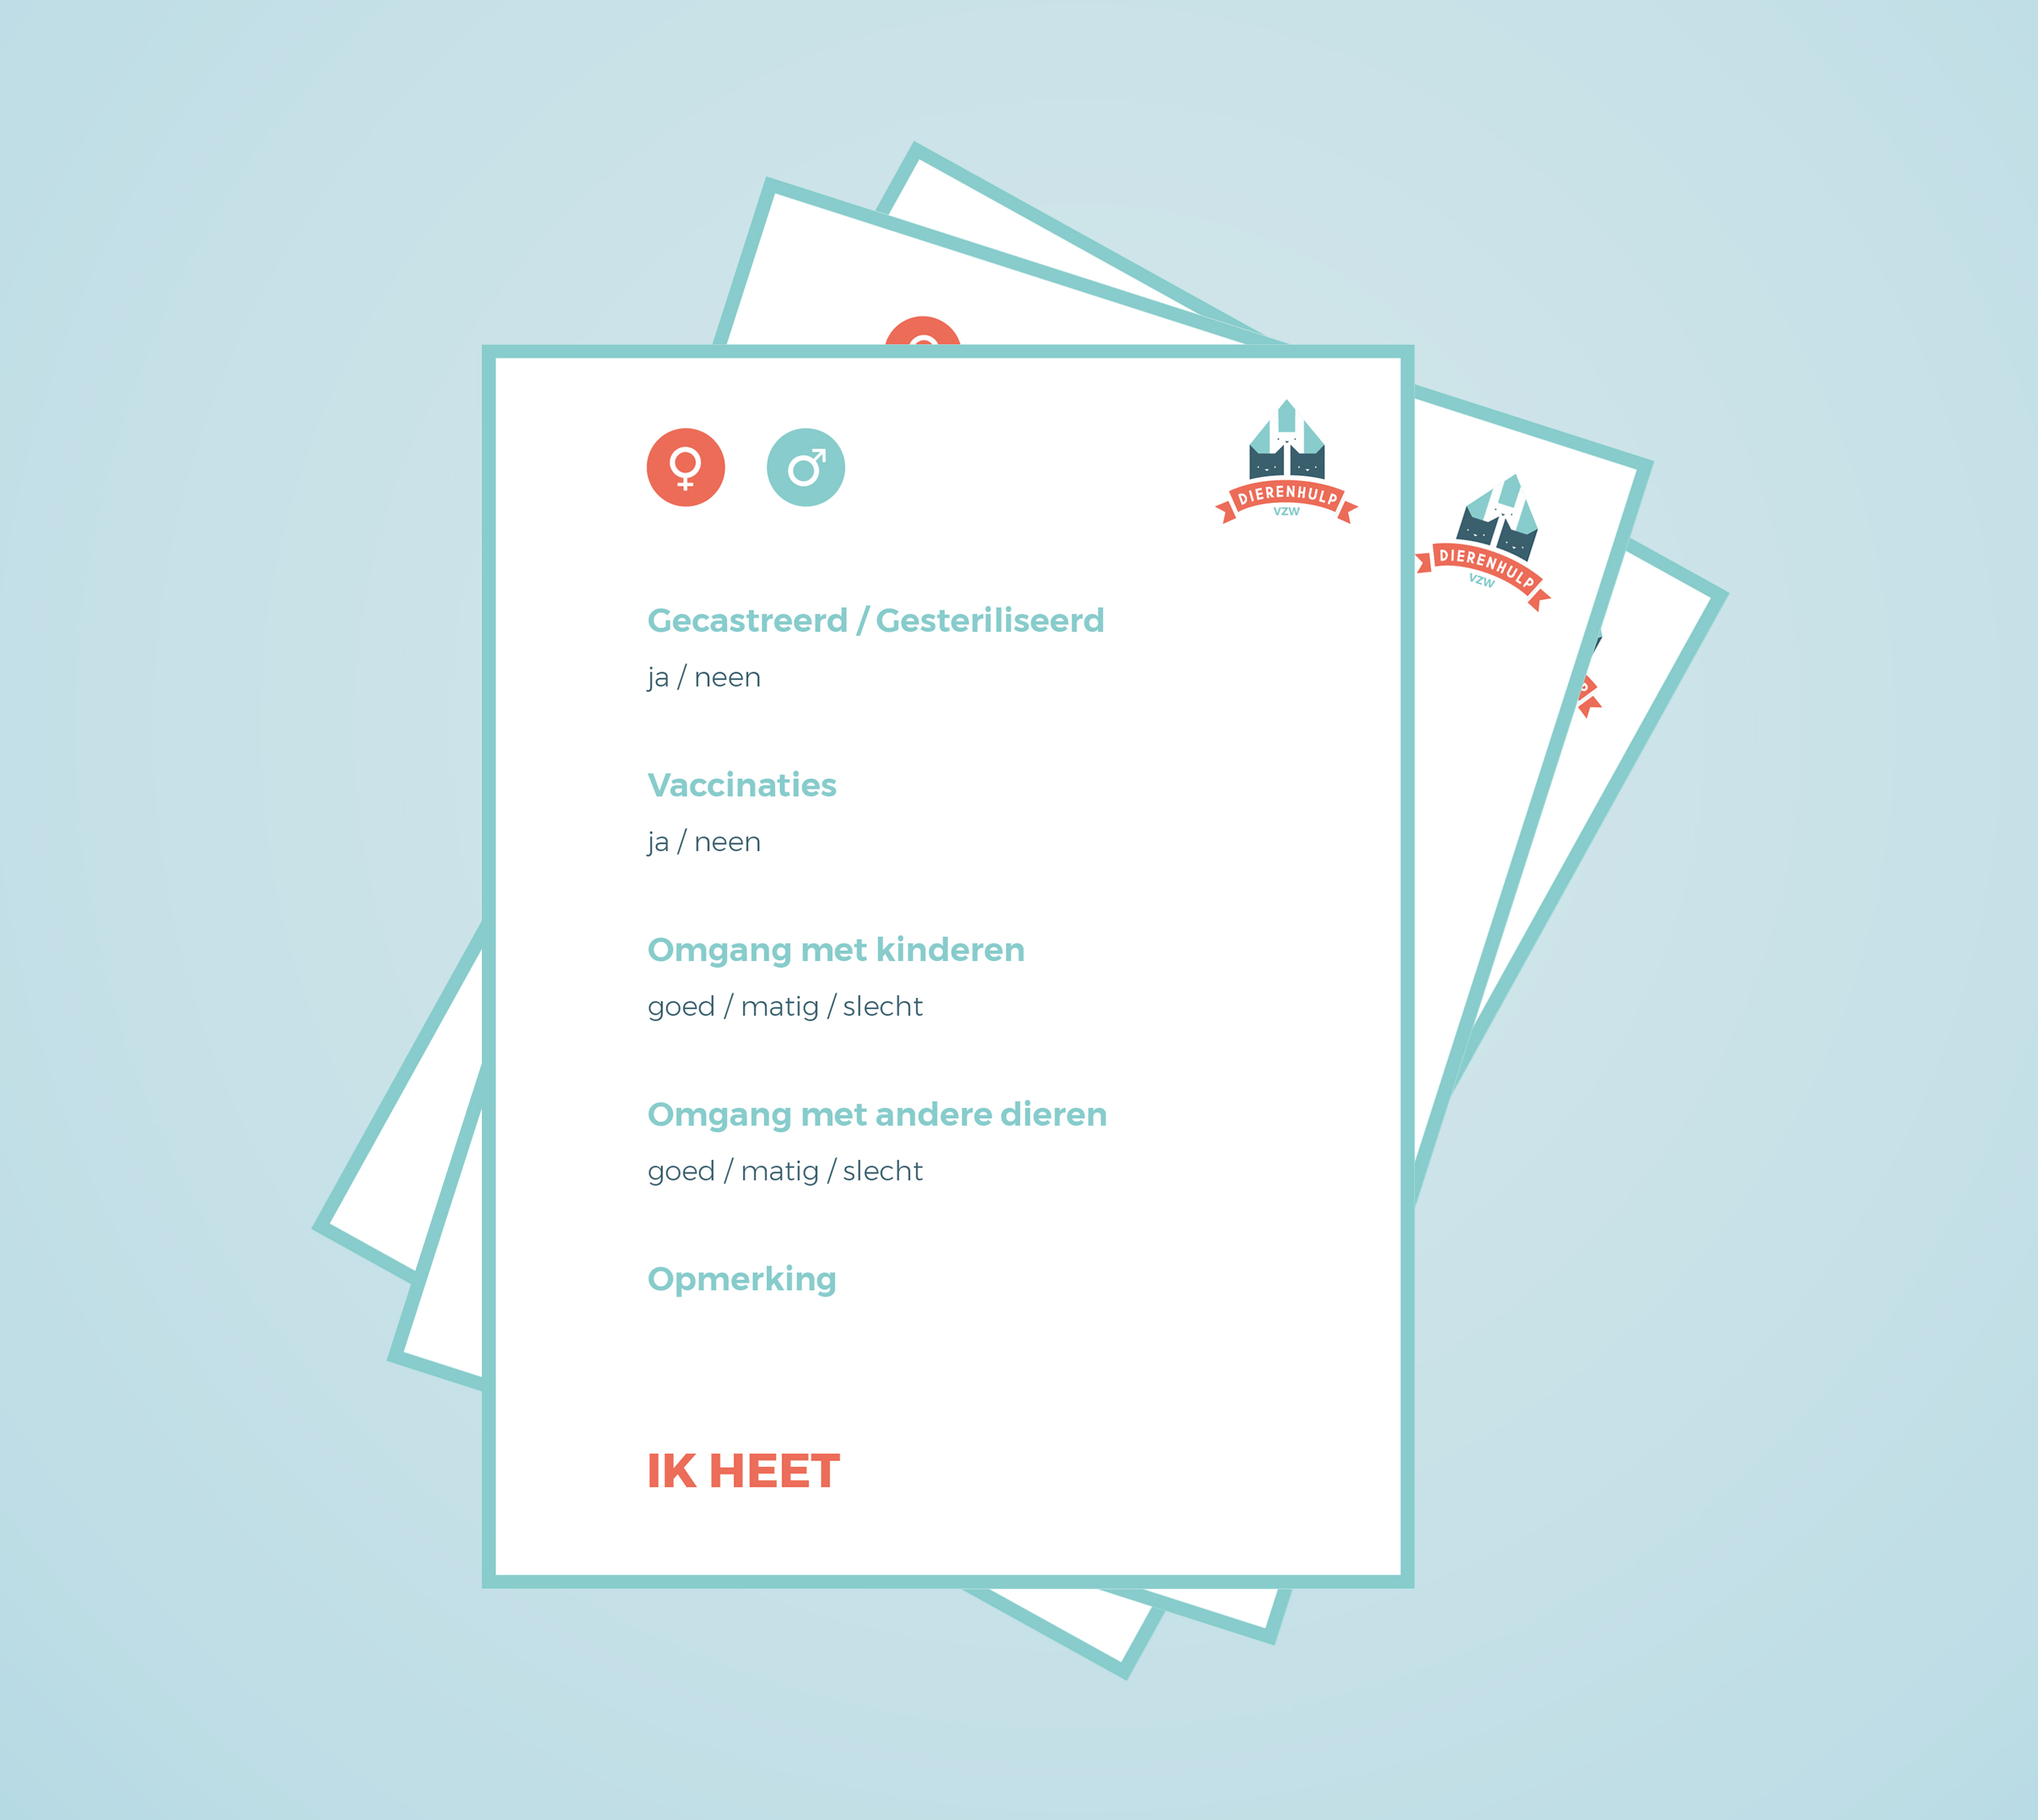 DIERENHULP
VZW
Gecastreerd / Gesteriliseerd
ja / neen
Vaccinaties
ja / neen
Omgang met kinderen
goed / matig / slecht
Omgang met andere dieren
goed / matig / slecht
Opmerking
IK HEET
DIERENHULP
VZW
P